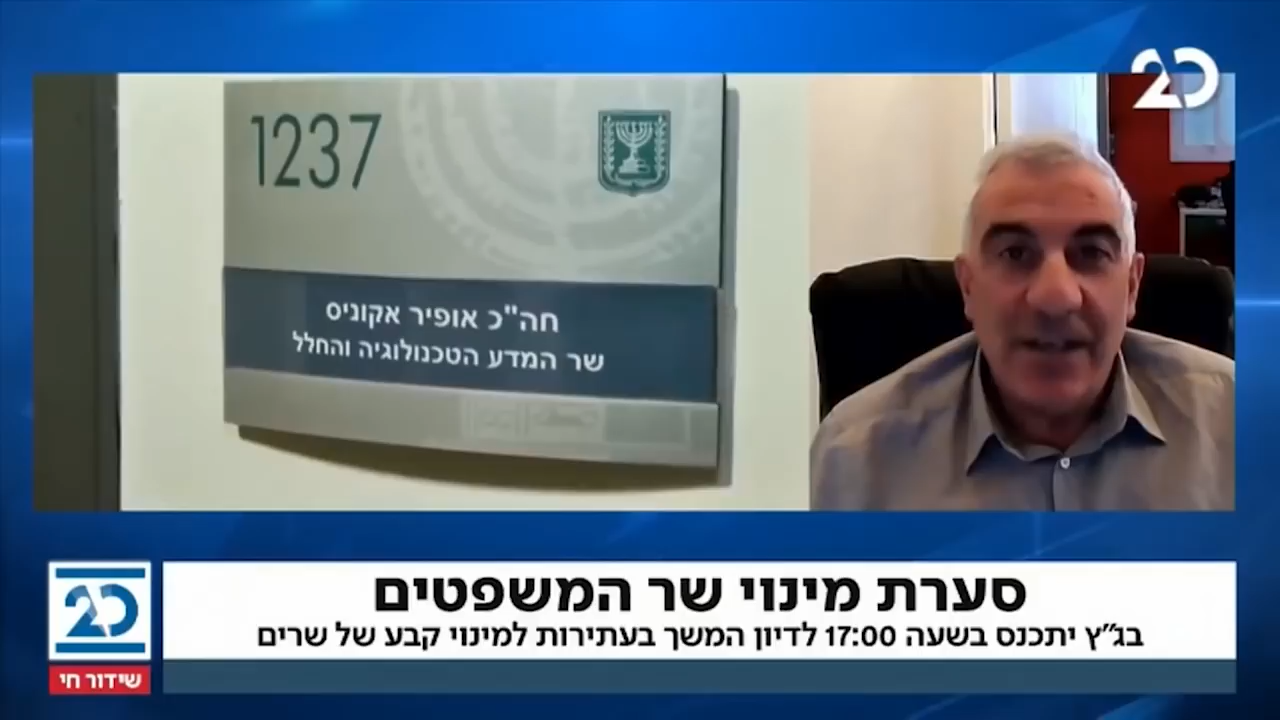 20
1237
חה"כ אופיר אקוניס
שר המדע הטכנולוגיה והחלל
סערת מינוי שר המשפטים
בג״ץ יתכנס בשעה 17:00 לדיון המשך בעתירות למינוי קבע של שרים
20
שידור חי